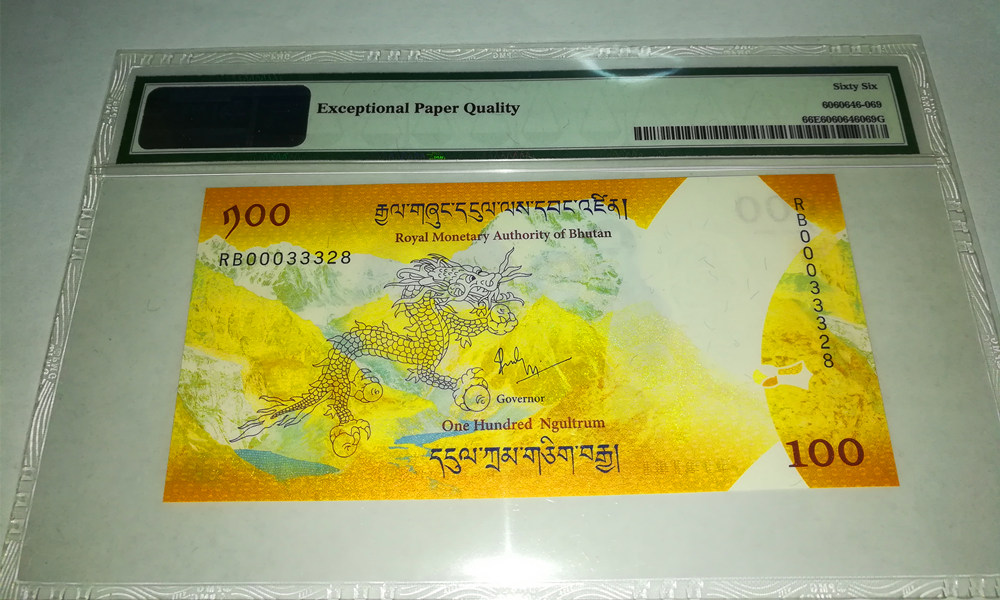 Exceptional Paper Quality
Sixty Six
6060646-069
66E6060646069G
༡00
རྒྱལ་གཞུང་དངུལ་ལས་དབང་འཛིན།
Royal Monetary Authority of Bhutan
RB00033328
RB00033328
Governor
One Hundred Ngultrum
དངུལ་ཀྲམ་གཅིག་བརྒྱ།
100